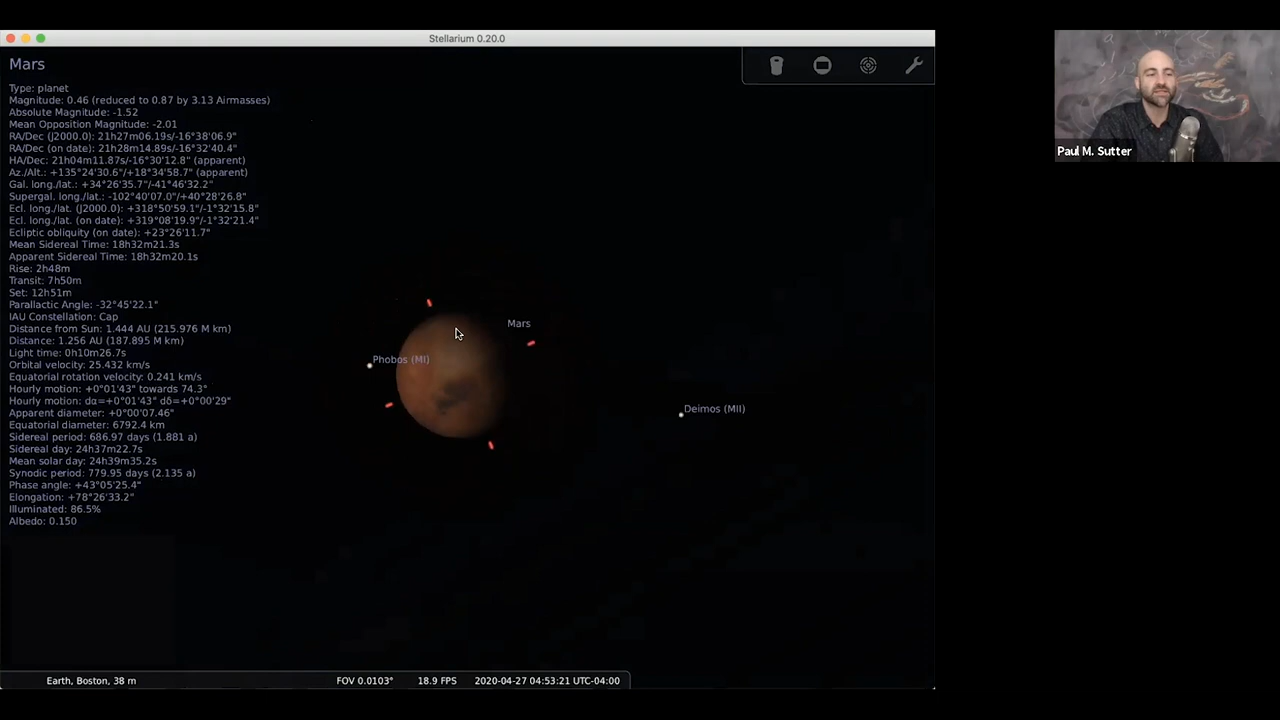 Stellarium 0.20.0
Mars
Type: planet
Magnitude: 0.46 (reduced to 0.87 by 3.13 Airmasses)
Absolute Magnitude: -1.52
Mean Opposition Magnitude: -2.01
RA/Dec (J2000.0): 21h27m06.19s/-16°38'06.9"
RA/Dec (on date): 21h28m14.89s/-16°32'40.4"
HA/Dec: 21h04m11.87s/-16°30'12.8" (apparent)
Az./Alt.: +135°24'30.6"/+18°34'58.7" (apparent)
Gal. long./lat.: +34°26'35.7"/-41°46'32.2"
Supergal. long./lat.: -102°40'07.0"/+40°28'26.8"
Ecl. long./lat. (J2000.0): +318°50'59.1"/-1°32'15.8"
Ecl. long./lat. (on date): +319°08'19.9"/-1°32'21.4"
Ecliptic obliquity (on date): +23°26'11.7"
Mean Sidereal Time: 18h32m21.3s
Apparent Sidereal Time: 18h32m20.1s
Rise: 2h48m
Transit: 7h50m
Set: 12h51m
Parallactic Angle: -32°45'22.1"
IAU Constellation: Cap
Distance from Sun: 1.444 AU (215.976 M km)
Distance: 1.256 AU (187.895 M km)
Light time: 0h10m26.7s
Orbital velocity: 25.432 km/s
Equatorial rotation velocity: 0.241 km/s
Hourly motion: +0°01'43" towards 74.3°
Hourly motion: dα=+0°01'43" dδ=+0°00'29"
Apparent diameter: +0°00'07.46"
Equatorial diameter: 6792.4 km
Sidereal period: 686.97 days (1.881 a)
Sidereal day: 24h37m22.7s
Mean solar day: 24h39m35.2s
Synodic period: 779.95 days (2.135 a)
Phase angle: +43°05'25.4"
Elongation: +78°26'33.2"
Illuminated: 86.5%
Albedo: 0.150
Mars
Phobos (MI)
Deimos (MII)
Earth, Boston, 38 m
FOV 0.0103°
18.9 FPS
2020-04-27 04:53:21 UTC-04:00
Paul M. Sutter